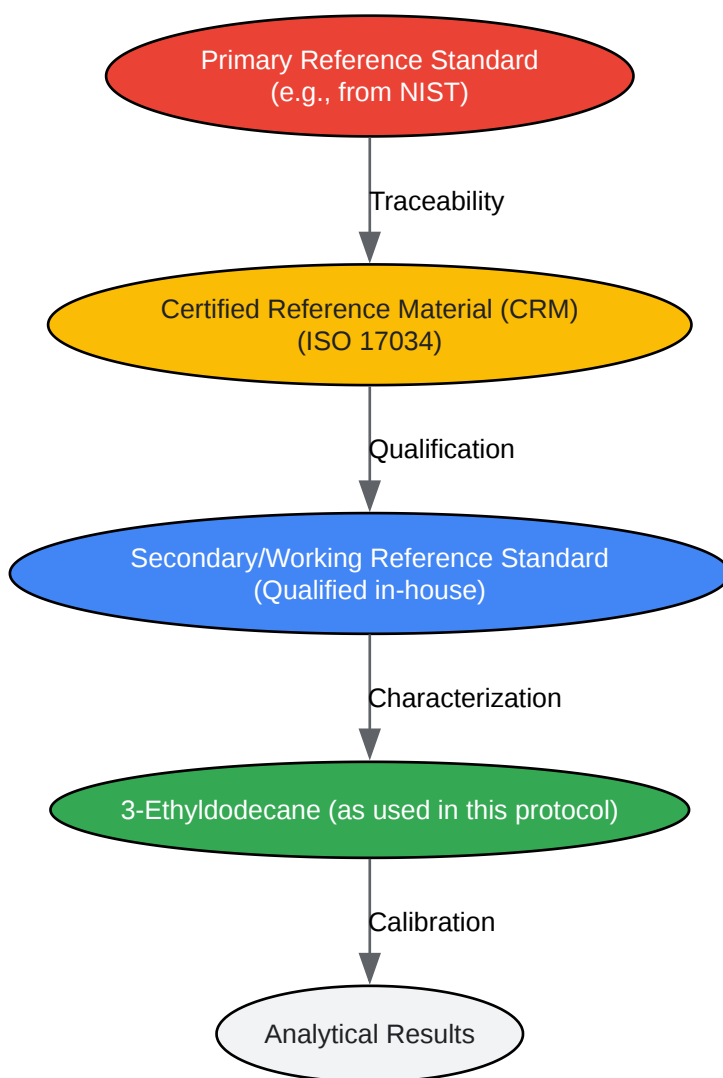 Primary Reference Standard
(e.g., from NIST)
Traceability
Certified Reference Material (CRM)
(ISO 17034)
Qualification
Secondary/Working Reference Standard
(Qualified in-house)
Characterization
3-Ethyldodecane (as used in this protocol)
Calibration
Analytical Results